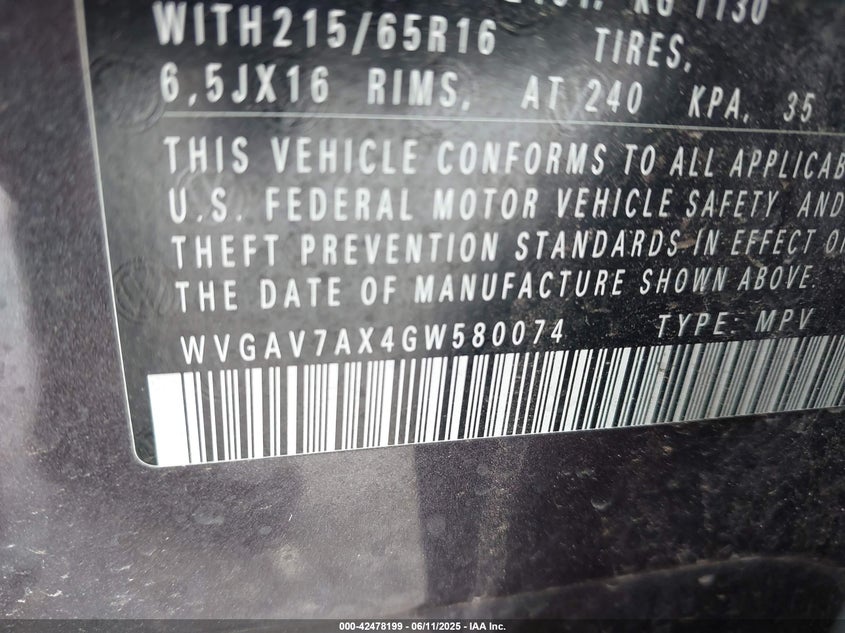 KG 1130
WITH215/65R16 TIRES,
6,5JX16 RIMS, AT 240 KPA, 35
THIS VEHICLE CONFORMS TO ALL APPLICAB
U.S. FEDERAL MOTOR VEHICLE SAFETY AND
THEFT PREVENTION STANDARDS IN EFFECT O
THE DATE OF MANUFACTURE SHOWN ABOVE.
WVGAV7AX4GW580074 TYPE: MPV
000-42478199 - 06/11/2025 - IAA Inc.